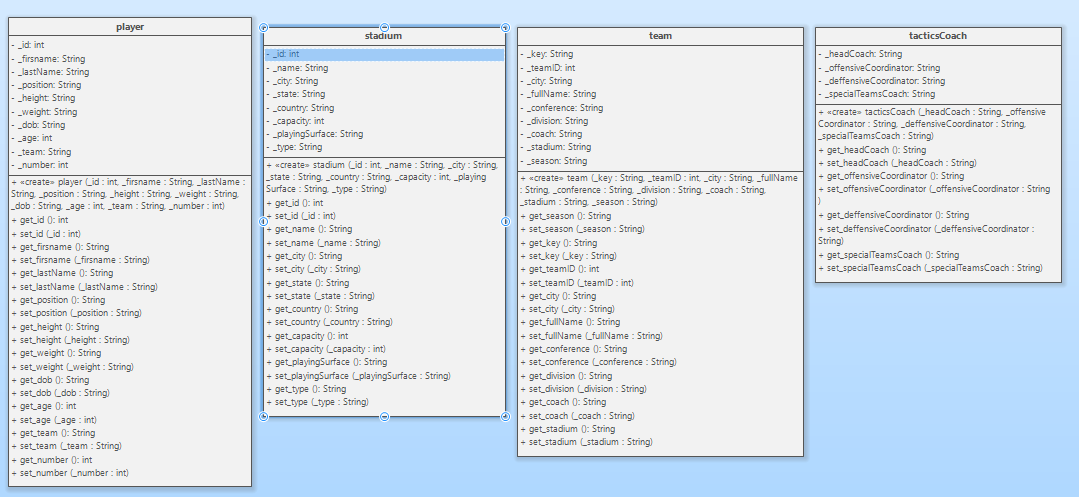 player
- _id: int
- _firsname: String
- _lastName: String
- _position: String
- _height: String
- _weight: String
- _dob: String
- _age: int
- _team: String
- _number: int
+ «create» player (_id : int, _firsname : String, _lastName :
String, _position : String, _height : String, _weight : String,
_dob : String, _age : int, _team : String, _number : int)
+ get_id (): int
+ set_id (_id : int)
+ get_firsname (): String
+ set_firsname (_firsname : String)
+ get_lastName (): String
+ set_lastName (_lastName : String)
+ get_position (): String
+ set_position (_position : String)
+ get_height (): String
+ set_height (_height : String)
+ get_weight (): String
+ set_weight (_weight : String)
+ get_dob (): String
+ set_dob (_dob : String)
+ get_age (): int
+ set_age (_age : int)
+ get_team (): String
+ set_team (_team : String)
+ get_number (): int
+ set_number (_number : int)
stadium
- _id: int
- _name: String
- _city: String
- _state: String
- _country: String
- _capacity: int
- _playingSurface: String
- _type: String
+ «create» stadium (_id : int, _name : String, _city : String,
_state : String, _country : String, _capacity : int, _playing
Surface : String, _type : String)
+ get_id (): int
+ set_id (_id : int)
+ get_name (): String
+ set_name (_name : String)
+ get_city (): String
+ set_city (_city : String)
+ get_state (): String
+ set_state (_state : String)
+ get_country (): String
+ set_country (_country : String)
+ get_capacity (): int
+ set_capacity (_capacity : int)
+ get_playingSurface (): String
+ set_playingSurface (_playingSurface : String)
+ get_type (): String
+ set_type (_type : String)
team
- _key: String
- _teamID: int
- _city: String
- _fullName: String
- _conference: String
- _division: String
- _coach: String
- _stadium: String
- _season: String
+ «create» team (_key : String, _teamID : int, _city : String, _fullName
: String, _conference : String, _division : String, _coach : String,
_stadium : String, _season : String)
+ get_season (): String
+ set_season (_season : String)
+ get_key (): String
+ set_key (_key : String)
+ get_teamID (): int
+ set_teamID (_teamID : int)
+ get_city (): String
+ set_city (_city : String)
+ get_fullName (): String
+ set_fullName (_fullName : String)
+ get_conference (): String
+ set_conference (_conference : String)
+ get_division (): String
+ set_division (_division : String)
+ get_coach (): String
+ set_coach (_coach : String)
+ get_stadium (): String
+ set_stadium (_stadium : String)
tacticsCoach
- _headCoach: String
- _offensiveCoordinator: String
- _deffensiveCoordinator: String
- _specialTeamsCoach: String
+ «create» tacticsCoach (_headCoach : String, _offensive
Coordinator : String, _deffensiveCoordinator : String,
_specialTeamsCoach : String)
+ get_headCoach (): String
+ set_headCoach (_headCoach : String)
+ get_offensiveCoordinator (): String
+ set_offensiveCoordinator (_offensiveCoordinator : String
)
+ get_deffensiveCoordinator (): String
+ set_deffensiveCoordinator (_deffensiveCoordinator :
String)
+ get_specialTeamsCoach (): String
+ set_specialTeamsCoach (_specialTeamsCoach : String)